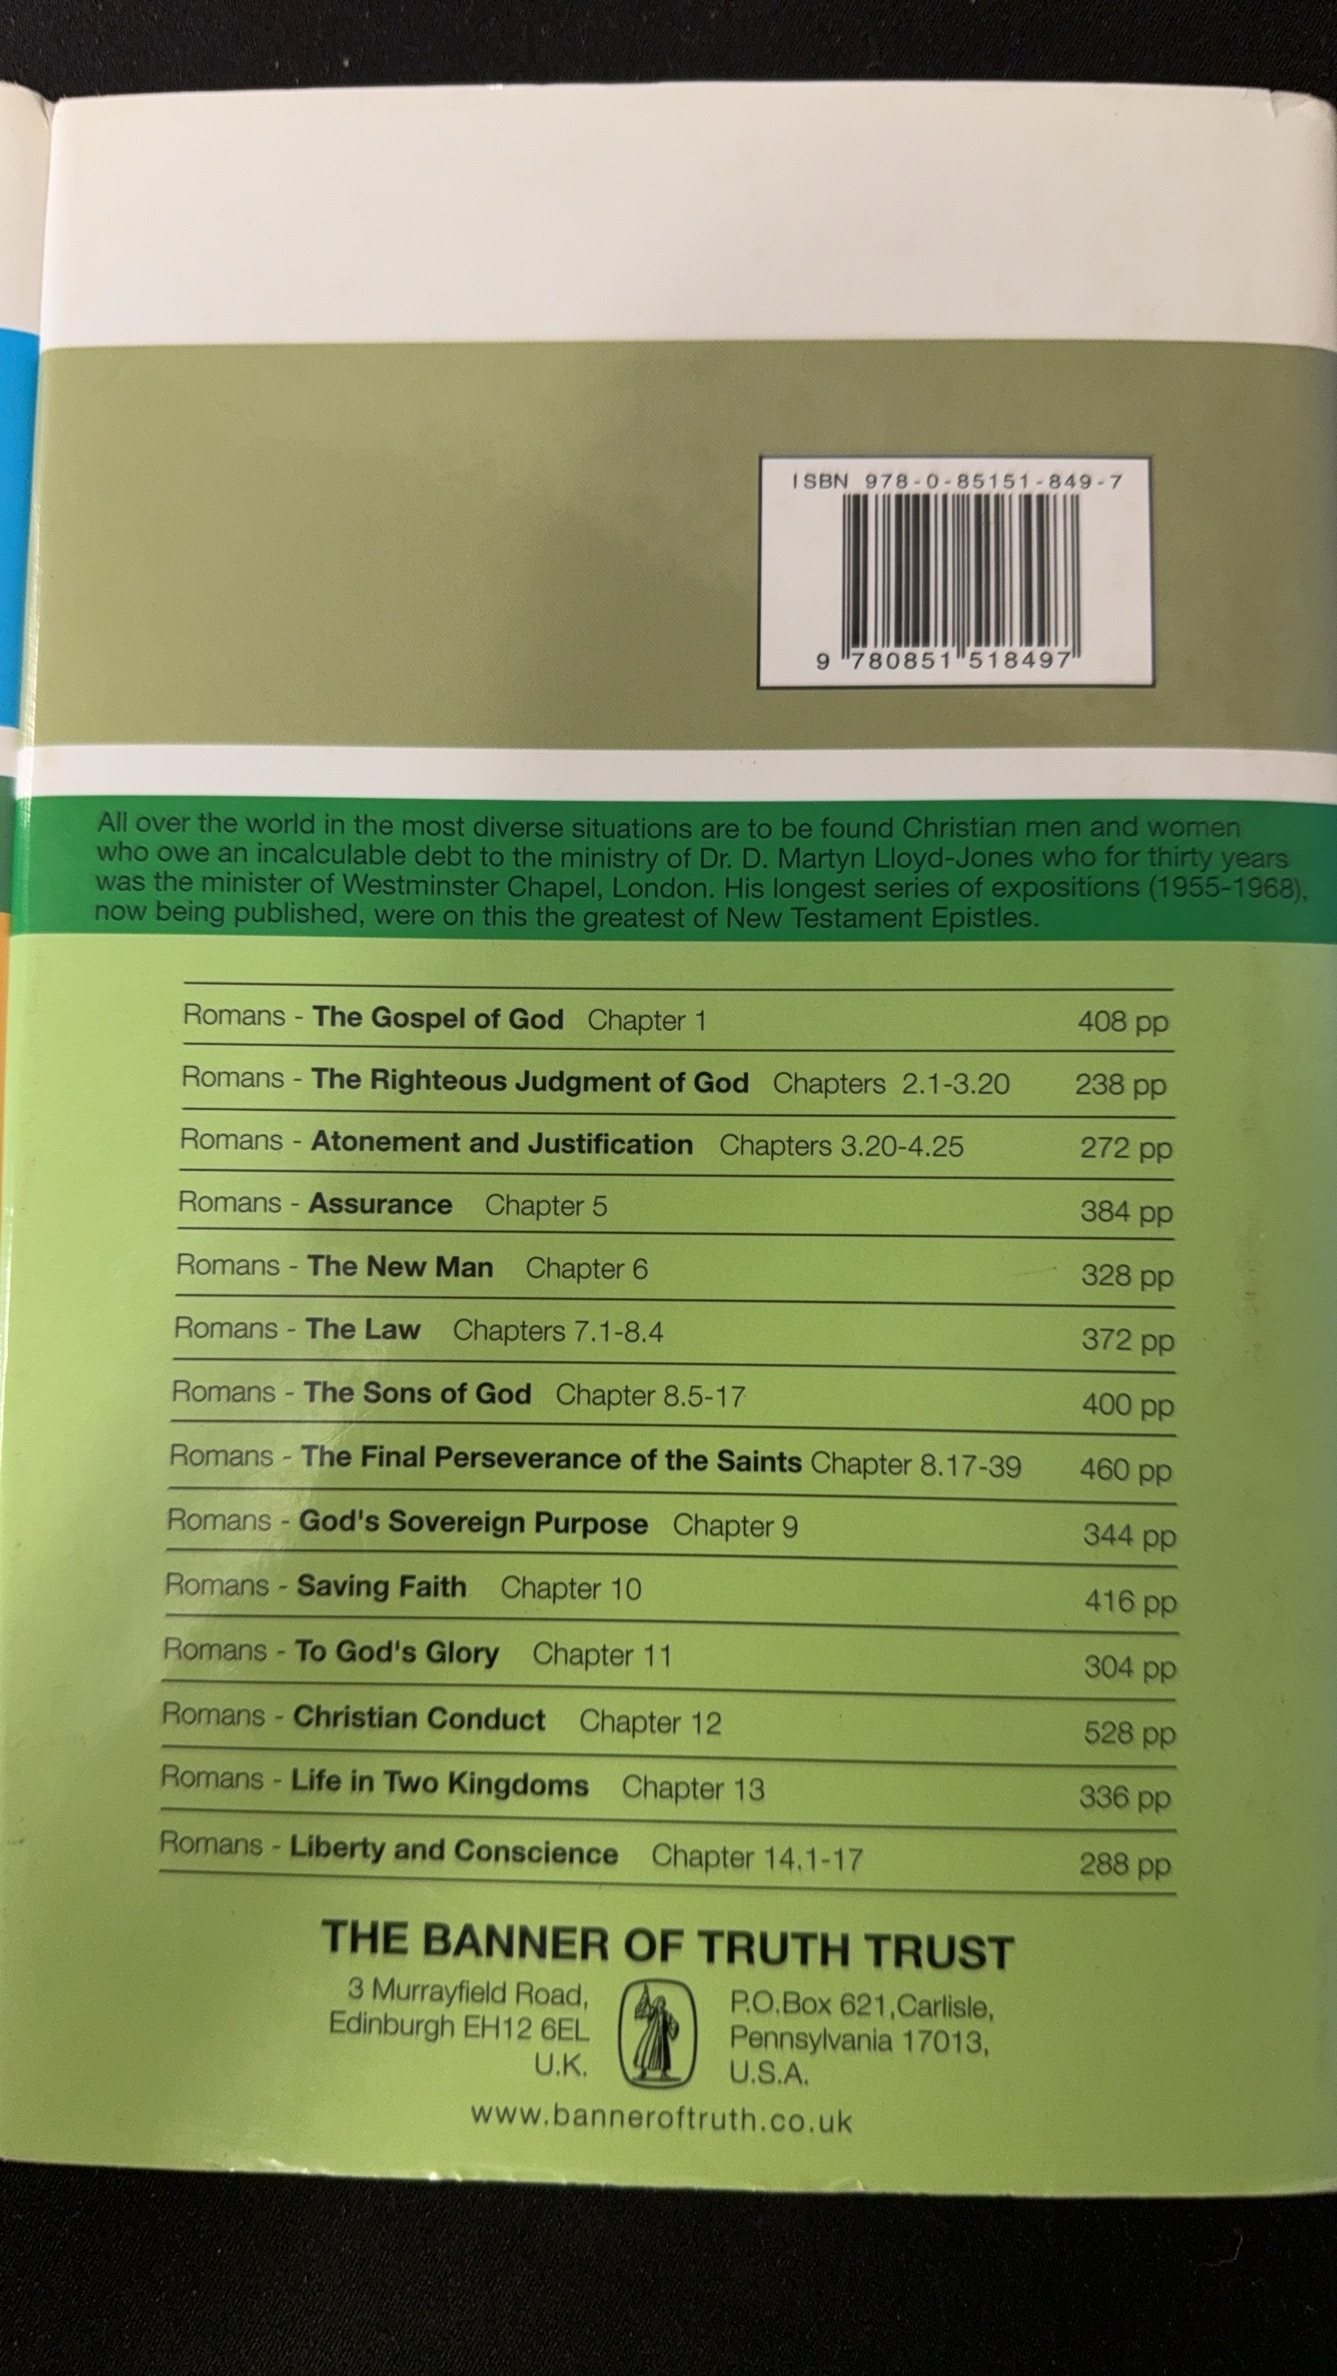 ISBN 978-0-85151-849-7
9 780851 518497
All over the world in the most diverse situations are to be found Christian men and women
who owe an incalculable debt to the ministry of Dr. D. Martyn Lloyd-Jones who for thirty years
was the minister of Westminster Chapel, London. His longest series of expositions (1955-1968),
now being published, were on this the greatest of New Testament Epistles.
Romans - The Gospel of God Chapter 1 408 pp
Romans - The Righteous Judgment of God Chapters 2.1-3.20 238 pp
Romans - Atonement and Justification Chapters 3.20-4.25 272 pp
Romans - Assurance Chapter 5 384 pp
Romans - The New Man Chapter 6 328 pp
Romans - The Law Chapters 7.1-8.4 372 pp
Romans - The Sons of God Chapter 8.5-17 400 pp
Romans - The Final Perseverance of the Saints Chapter 8.17-39 460 pp
Romans - God's Sovereign Purpose Chapter 9 344 pp
Romans - Saving Faith Chapter 10 416 pp
Romans - To God's Glory Chapter 11 304 pp
Romans - Christian Conduct Chapter 12 528 pp
Romans - Life in Two Kingdoms Chapter 13 336 pp
Romans - Liberty and Conscience Chapter 14.1-17 288 pp
THE BANNER OF TRUTH TRUST
3 Murrayfield Road,
Edinburgh EH12 6EL
U.K.
P.O.Box 621,Carlisle,
Pennsylvania 17013,
U.S.A.
www.banneroftruth.co.uk